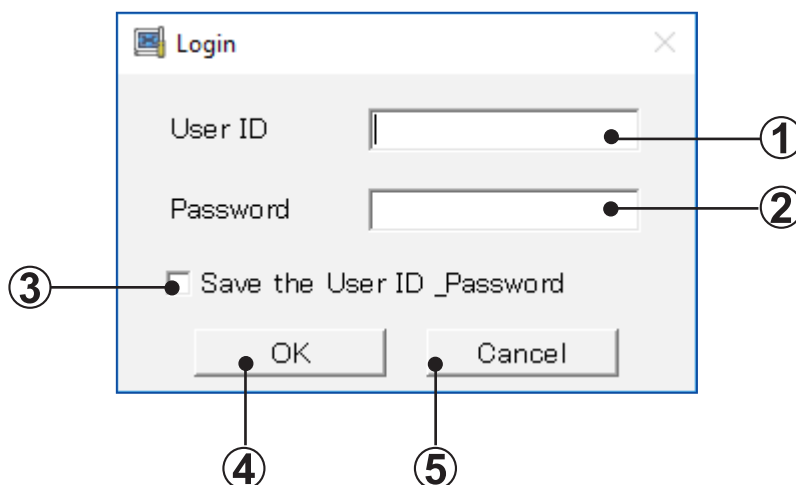 Login
User ID
①
Password
②
③
Save the User ID _Password
OK
Cancel
④
⑤